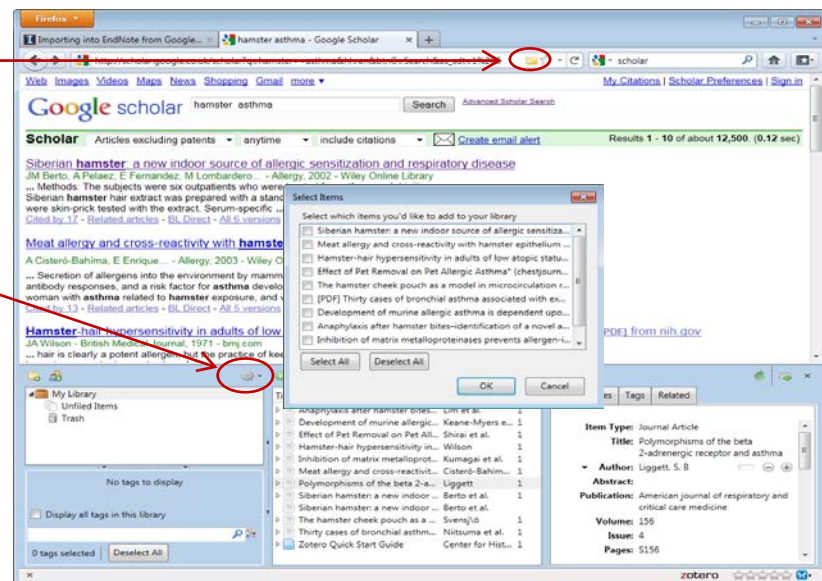 Firefox
Importing into EndNote from Google...
hamster asthma - Google Scholar
scholar
Web Images Videos Maps News Shopping Gmail more
My Citations | Scholar Preferences | Sign in
Google scholar
hamster asthma
Search
Advanced Scholar Search
Scholar
Articles excluding patents
anytime
include citations
Create email alert
Results 1 - 10 of about 12,500. (0.12 sec)
Siberian hamster: a new indoor source of allergic sensitization and respiratory disease
JM Berto, A Pelaez, E Fernandez, M Lombardero... - Allergy, 2002 - Wiley Online Library
... Methods: The subjects were six outpatients who were
Siberian hamster hair extract was prepared with a stand
were skin-prick tested with the extract. Serum-specific ...
Cited by 17 - Related articles - BL Direct - All 5 versions
Meat allergy and cross-reactivity with hamste
A Cisteró-Bahíma, E Enrique... - Allergy, 2003 - Wiley O
... Secretion of allergens into the environment by mamm
antibody responses, and a risk factor for asthma develo
woman with asthma related to hamster exposure, and
Cited by 13 - Related articles - BL Direct - All 6 versions
Hamster-hair hypersensitivity in adults of low
[PDF] from nih.gov
JA Wilson - British Medical Journal, 1971 - bmj.com
... hair is clearly a potent allergen, but the practice of kee
Select Items
Select which items you'd like to add to your library
Siberian hamster: a new indoor source of allergic sensitiza...
Meat allergy and cross-reactivity with hamster epithelium ...
Hamster-hair hypersensitivity in adults of low atopic statu...
Effect of Pet Removal on Pet Allergic Asthma* (chestjourn...
The hamster cheek pouch as a model in microcirculation r...
[PDF] Thirty cases of bronchial asthma associated with ex...
Development of murine allergic asthma is dependent upo...
Anaphylaxis after hamster bites–identification of a novel a...
Inhibition of matrix metalloproteinases prevents allergen-i...
Select All
Deselect All
OK
Cancel
My Library
Unfiled Items
Trash
No tags to display
Display all tags in this library
0 tags selected
Deselect All
Anaphylaxis after hamster bites... Lim et al. 1
Development of murine allergic... Keane-Myers e... 1
Effect of Pet Removal on Pet All... Shirai et al. 1
Hamster-hair hypersensitivity in... Wilson 1
Inhibition of matrix metalloprot... Kumagai et al. 1
Meat allergy and cross-reactivit... Cisteró-Bahím... 1
Polymorphisms of the beta 2-a... Liggett 1
Siberian hamster: a new indoor ... Berto et al.
Siberian hamster: a new indoor ... Berto et al. 1
The hamster cheek pouch as a ... Svensjö 1
Thirty cases of bronchial asthm... Niitsuma et al. 1
Zotero Quick Start Guide Center for Hist... 1
Tags
Related
Item Type: Journal Article
Title: Polymorphisms of the beta
2-adrenergic receptor and asthma
Author: Liggett, S. B
Abstract:
Publication: American journal of respiratory and
critical care medicine
Volume: 156
Issue: 4
Pages: S156
zotero